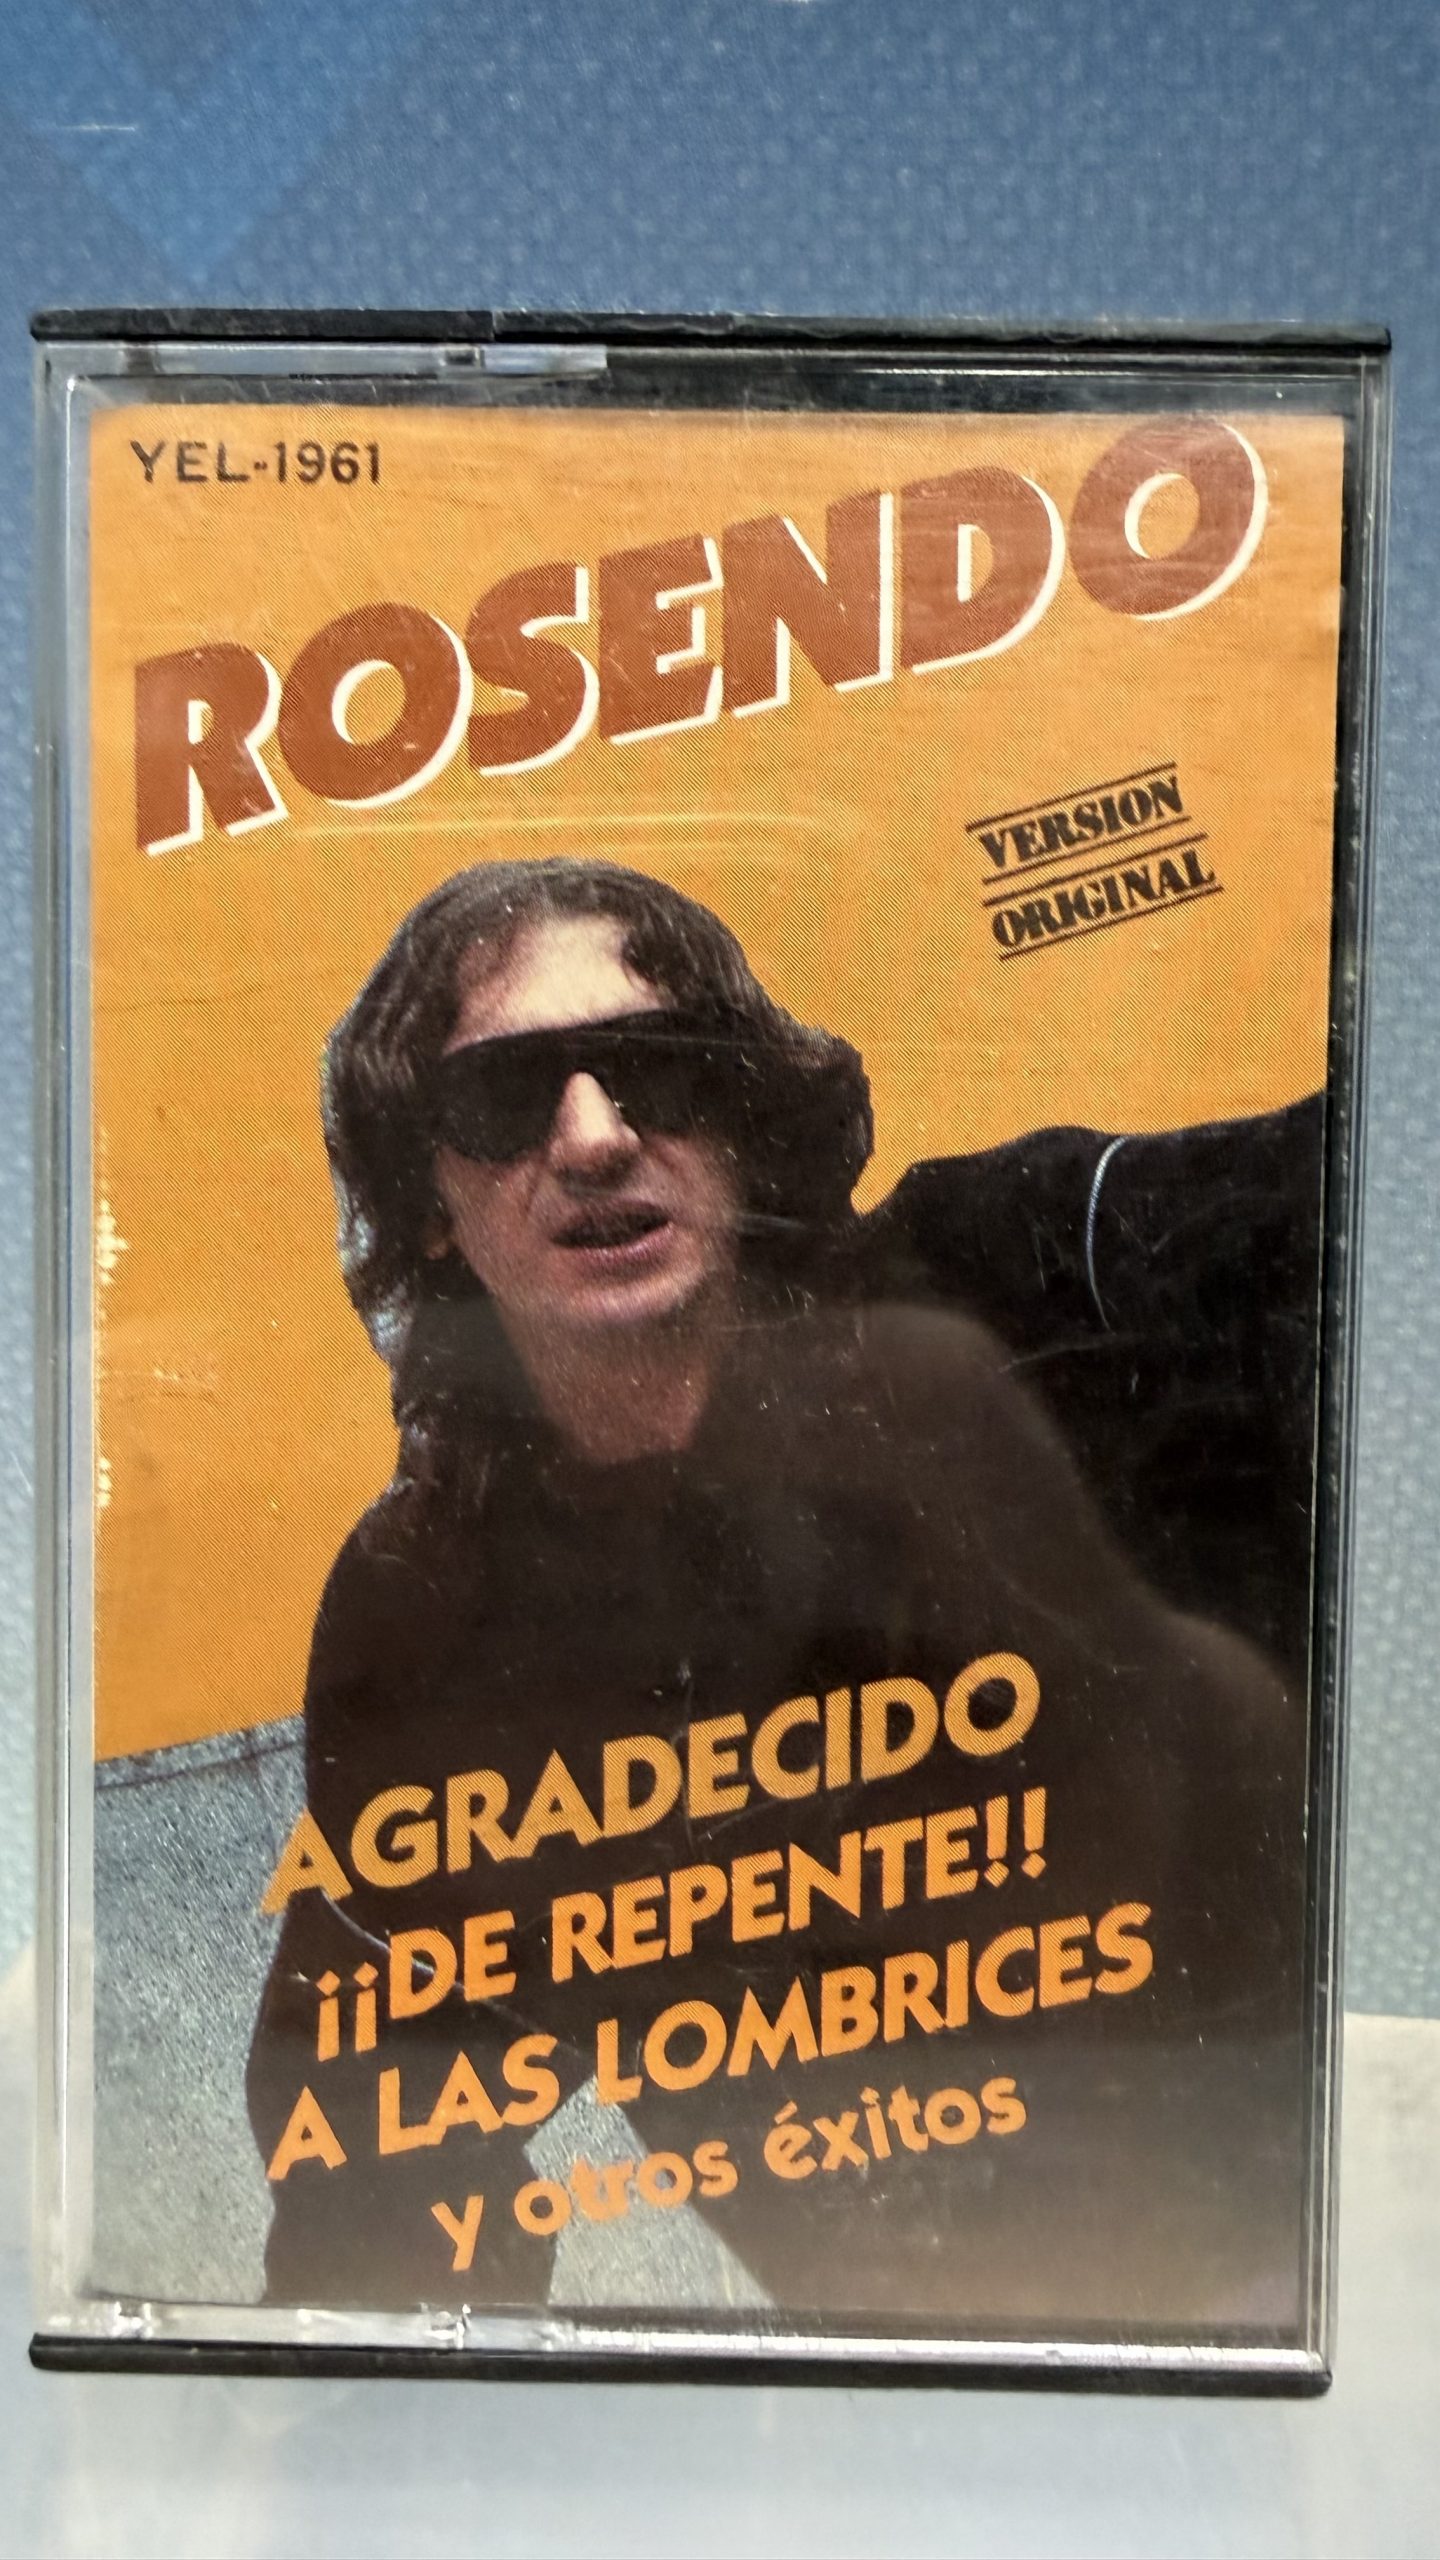 YEL-1961
ROSENDO
VERSION
ORIGINAL
AGRADECIDO
¡¡DE REPENTE!!
A LAS LOMBRICES
y otros éxitos